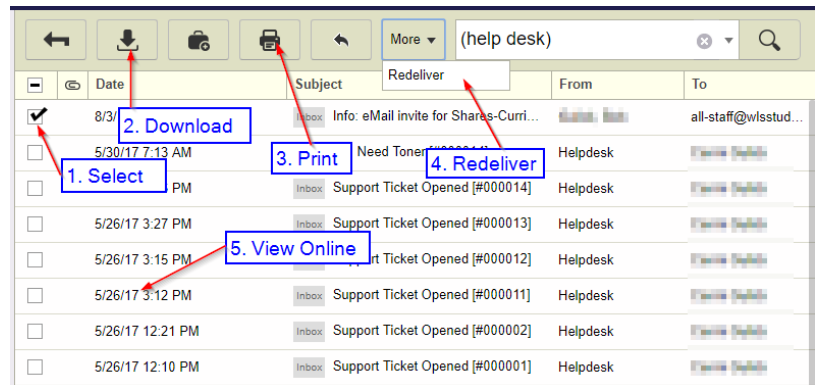 More (help desk)
Redeliver
Date Subject From To
8/3/ Inbox Info: eMail invite for Shares-Curri... all-staff@wlsstud...
2. Download
5/30/17 7:13 AM Need Toner Helpdesk
3. Print
4. Redeliver
1. Select
PM Inbox Support Ticket Opened [#000014] Helpdesk
5/26/17 3:27 PM Inbox Support Ticket Opened [#000013] Helpdesk
5. View Online
5/26/17 3:15 PM Support Ticket Opened [#000012] Helpdesk
5/26/17 3:12 PM Inbox Support Ticket Opened [#000011] Helpdesk
5/26/17 12:21 PM Inbox Support Ticket Opened [#000002] Helpdesk
5/26/17 12:10 PM Inbox Support Ticket Opened [#000001] Helpdesk